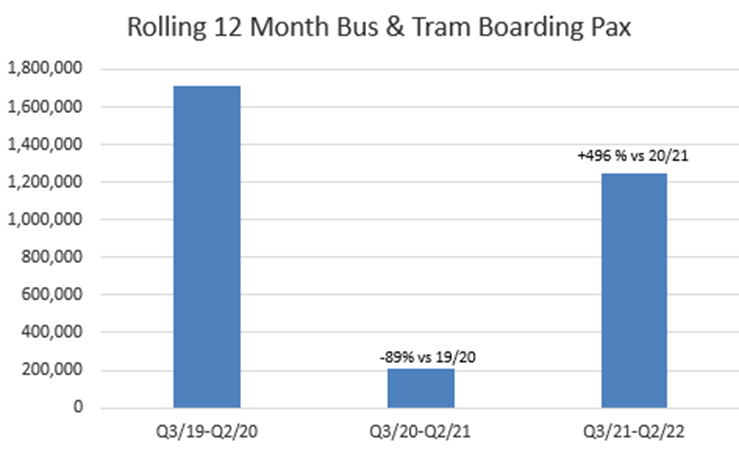 Rolling 12 Month Bus & Tram Boarding Pax
1,800,000
1,600,000
1,400,000
+496 % vs 20/21
1,200,000
1,000,000
800,000
600,000
400,000
-89% vs 19/20
200,000
0
Q3/19-Q2/20
Q3/20-Q2/21
Q3/21-Q2/22